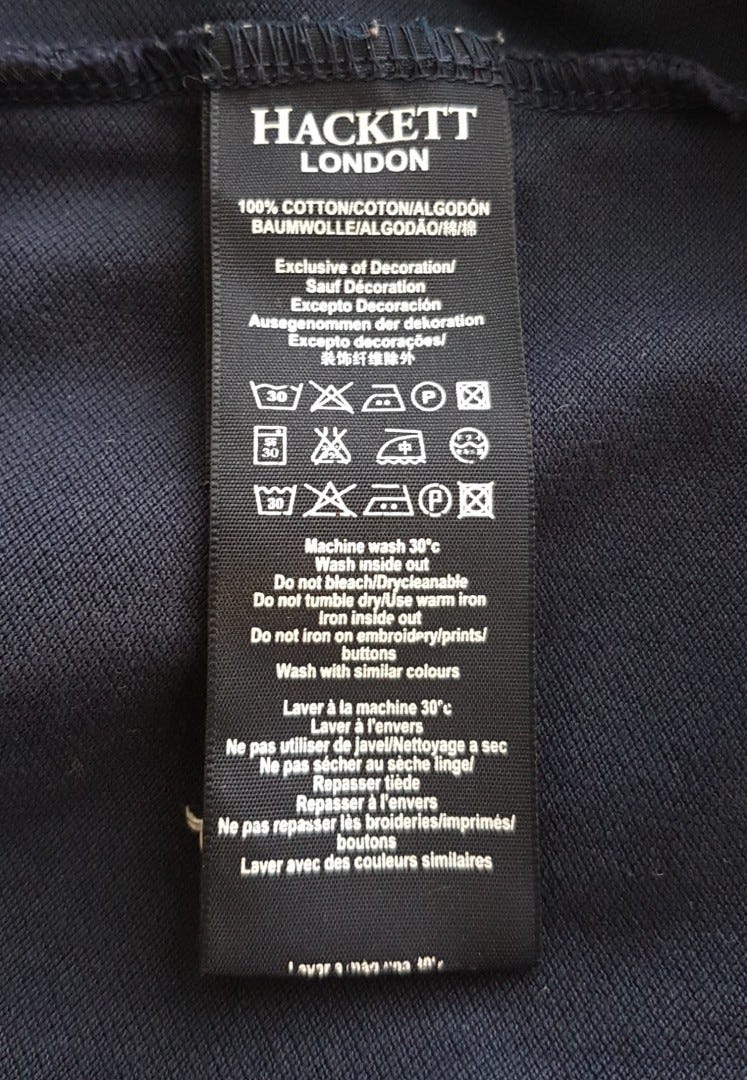 HACKETT
LONDON
100% COTTON/COTON/ALGODÓN
BAUMWOLLE/ALGODÃO/綿/棉
Exclusive of Decoration/
Sauf Décoration
Excepto Decoración
Ausegenommen der dekoration
Excepto decorações/
装饰纤维除外
30 P
30 中
30 P
Machine wash 30°c
Wash inside out
Do not bleach/Drycleanable
Do not tumble dry/Use warm iron
Iron inside out
Do not iron on embroidery/prints/
buttons
Wash with similar colours
Laver à la machine 30°c
Laver à l'envers
Ne pas utiliser de javel/Nettoyage a sec
Ne pas sécher au sèche linge/
Repasser tiède
Repasser à l'envers
Ne pas repasser lès broideries/imprimés/
boutons
Laver avec des couleurs similaires